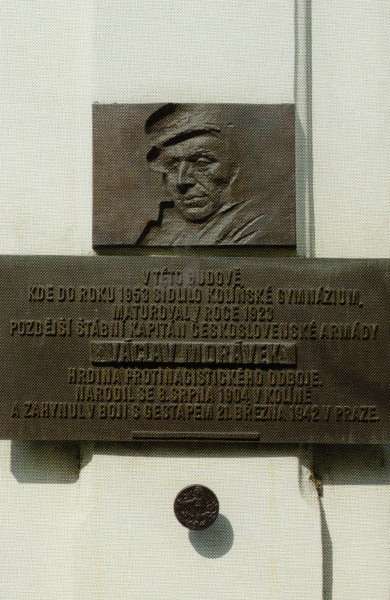 V TÉTO BUDOVĚ,
KDE DO ROKU 1953 SÍDLILO KOLÍNSKÉ GYMNÁZIUM,
MATUROVAL V ROCE 1923
POZDĚJŠÍ ŠTÁBNÍ KAPITÁN ČESKOSLOVENSKÉ ARMÁDY
VÁCLAV MORÁVEK
HRDINA PROTINACISTICKÉHO ODBOJE.
NARODIL SE 8. SRPNA 1904 V KOLÍNĚ
A ZAHYNUL V BOJI S GESTAPEM 21. BŘEZNA 1942 V PRAZE.